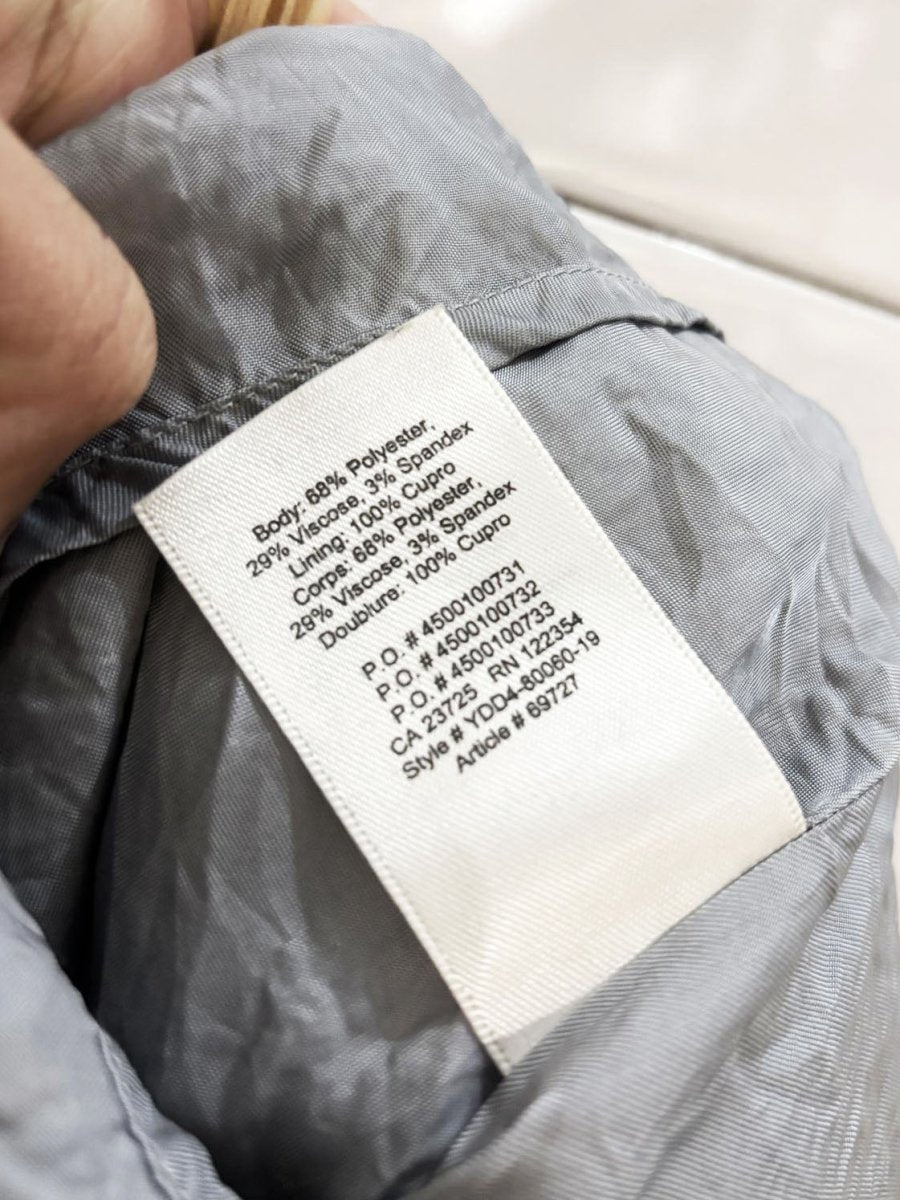 Body: 68% Polyester,
29% Viscose, 3% Spandex
Lining: 100% Cupro
Corps: 68% Polyester,
29% Viscose, 3% Spandex
Doublure: 100% Cupro
P.O. # 4500100731
P.O. # 4500100732
P.O. # 4500100733
CA 23725 RN 122354
Style # YDD4-80060-19
Article # 69727